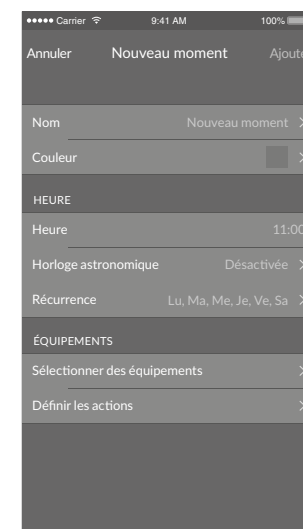 Carrier 9:41 AM 100%
Annuler Nouveau moment Ajoute
Nom Nouveau moment
Couleur
HEURE
Heure 11:00
Horloge astronomique Désactivée
Récurrence Lu, Ma, Me, Je, Ve, Sa
ÉQUIPEMENTS
Sélectionner des équipements
Définir les actions